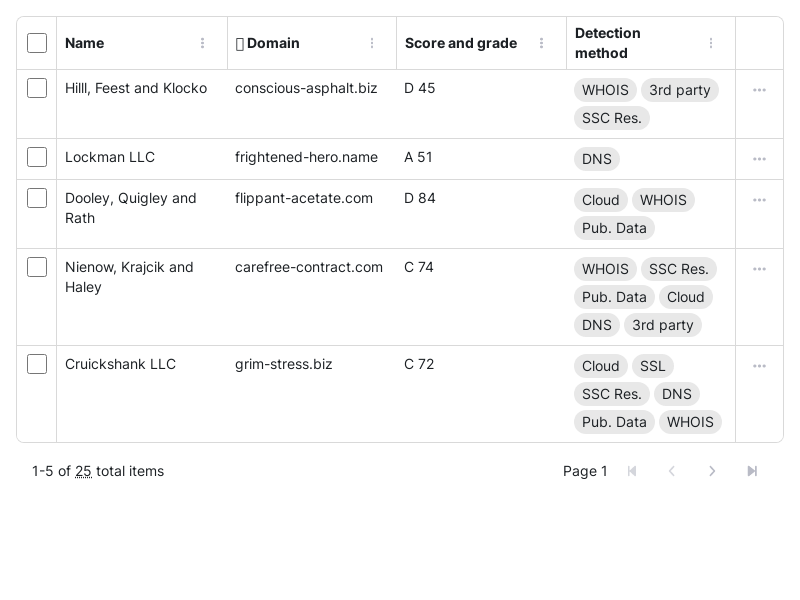 Name Domain Score and grade Detection method
Hilll, Feest and Klocko conscious-asphalt.biz D 45 WHOIS 3rd party
SSC Res.
Lockman LLC frightened-hero.name A 51 DNS
Dooley, Quigley and Rath flippant-acetate.com D 84 Cloud WHOIS
Pub. Data
Nienow, Krajcik and Haley carefree-contract.com C 74 WHOIS SSC Res.
Pub. Data Cloud
DNS 3rd party
Cruickshank LLC grim-stress.biz C 72 Cloud SSL
SSC Res. DNS
Pub. Data WHOIS
1-5 of 25 total items Page 1